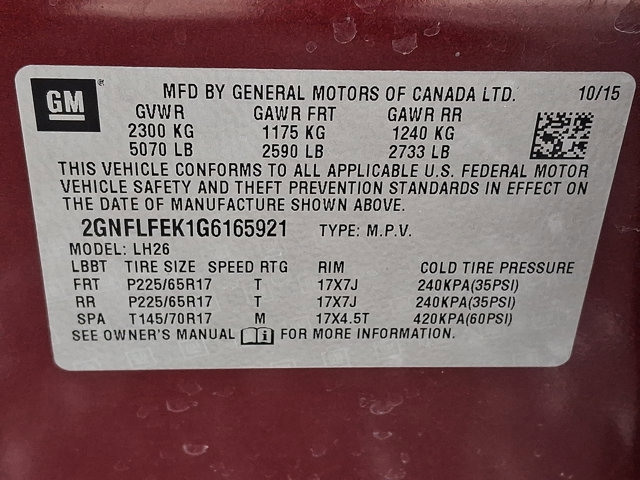 GM ® MFD BY GENERAL MOTORS OF CANADA LTD. 10/15
GVWR GAWR FRT GAWR RR
2300 KG 1175 KG 1240 KG
5070 LB 2590 LB 2733 LB
THIS VEHICLE CONFORMS TO ALL APPLICABLE U.S. FEDERAL MOTOR
VEHICLE SAFETY AND THEFT PREVENTION STANDARDS IN EFFECT ON
THE DATE OF MANUFACTURE SHOWN ABOVE.
2GNFLFEK1G6165921 TYPE: M.P.V.
MODEL: LH26
LBBT TIRE SIZE SPEED RTG RIM COLD TIRE PRESSURE
FRT P225/65R17 T 17X7J 240KPA(35PSI)
RR P225/65R17 T 17X7J 240KPA(35PSI)
SPA T145/70R17 M 17X4.5T 420KPA(60PSI)
SEE OWNER'S MANUAL FOR MORE INFORMATION.